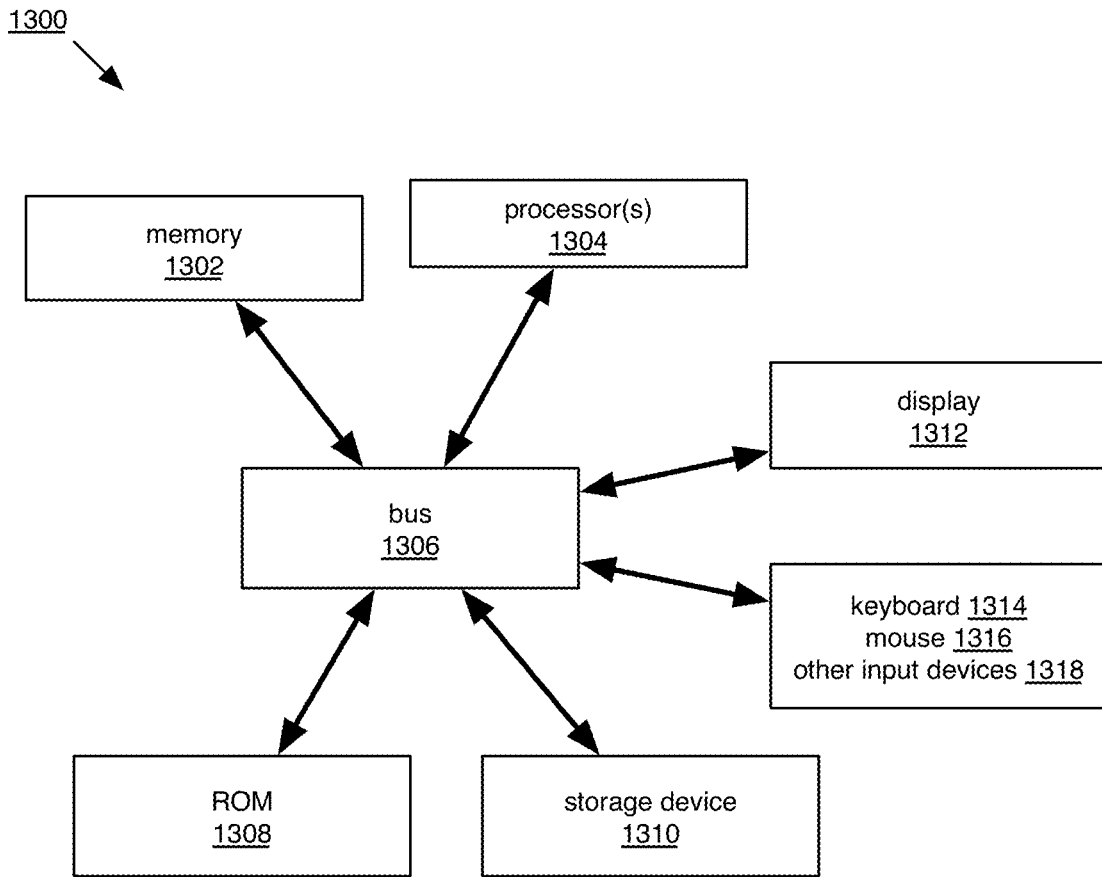 1300
memory
1302
processor(s)
1304
display
1312
bus
1306
keyboard 1314
mouse 1316
other input devices 1318
ROM
1308
storage device
1310